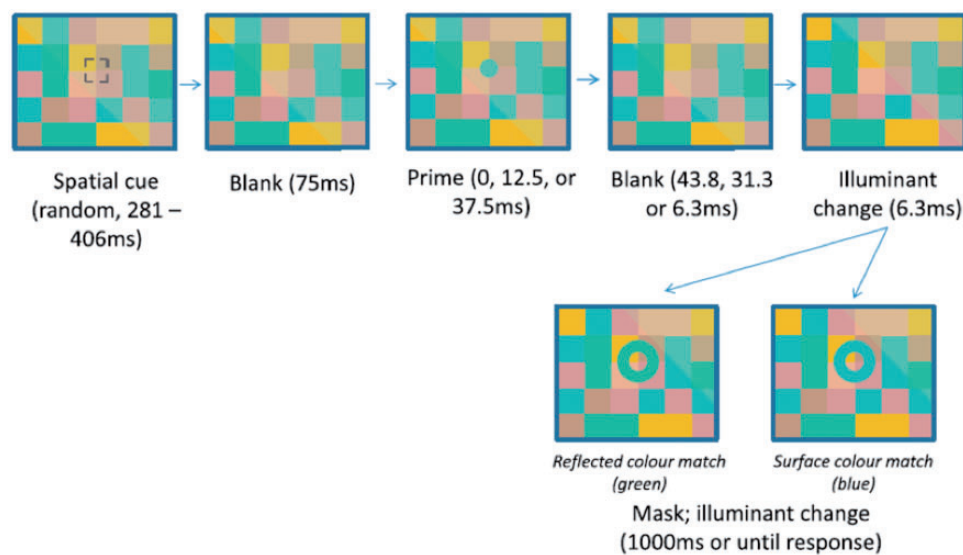 Spatial cue
(random, 281 –
406ms)
Blank (75ms)
Prime (0, 12.5, or
37.5ms)
Blank (43.8, 31.3
or 6.3ms)
Illuminant
change (6.3ms)
Reflected colour match
(green)
Surface colour match
(blue)
Mask; illuminant change
(1000ms or until response)